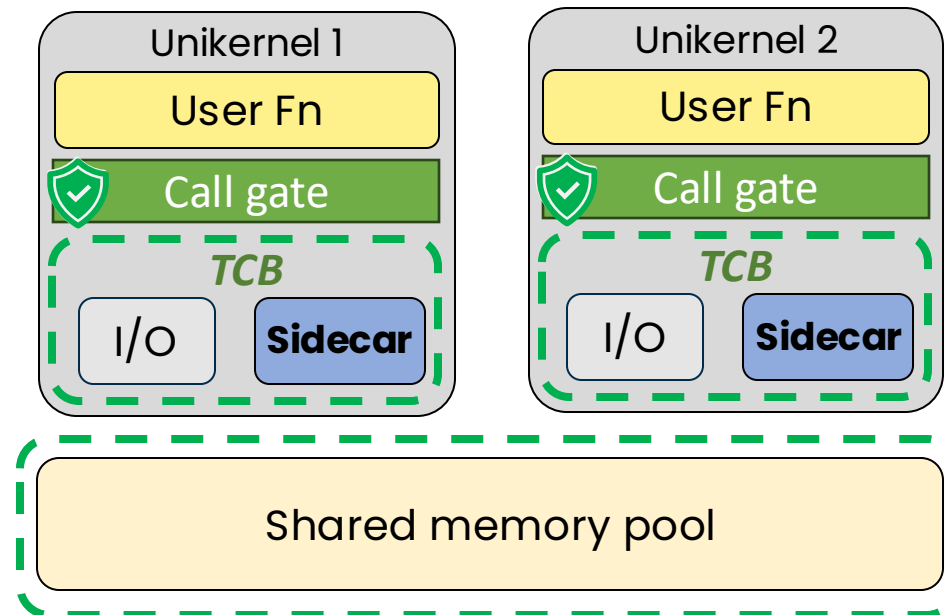 Unikernel 1
User Fn
Call gate
TCB
I/O
Sidecar
Unikernel 2
User Fn
Call gate
TCB
I/O
Sidecar
Shared memory pool